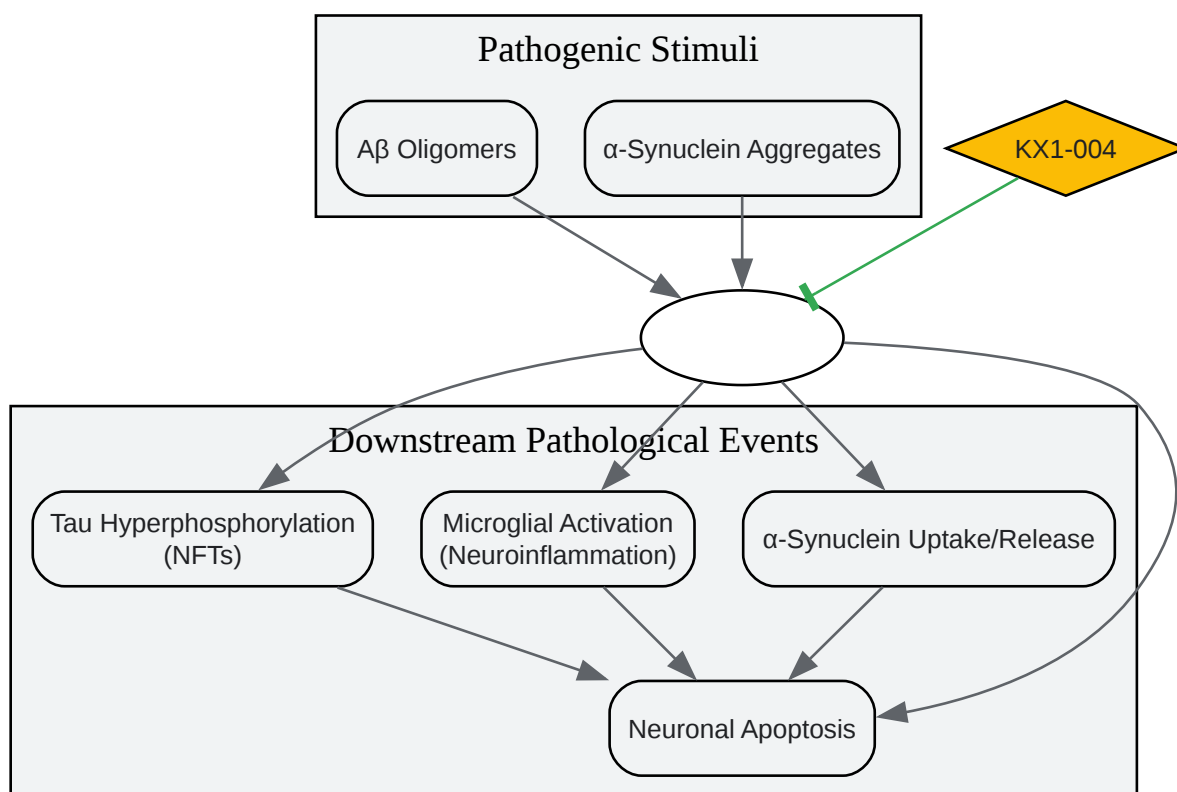 Pathogenic Stimuli
Aβ Oligomers
α-Synuclein Aggregates
KX1-004
Downstream Pathological Events
Tau Hyperphosphorylation
(NFTs)
Microglial Activation
(Neuroinflammation)
α-Synuclein Uptake/Release
Neuronal Apoptosis